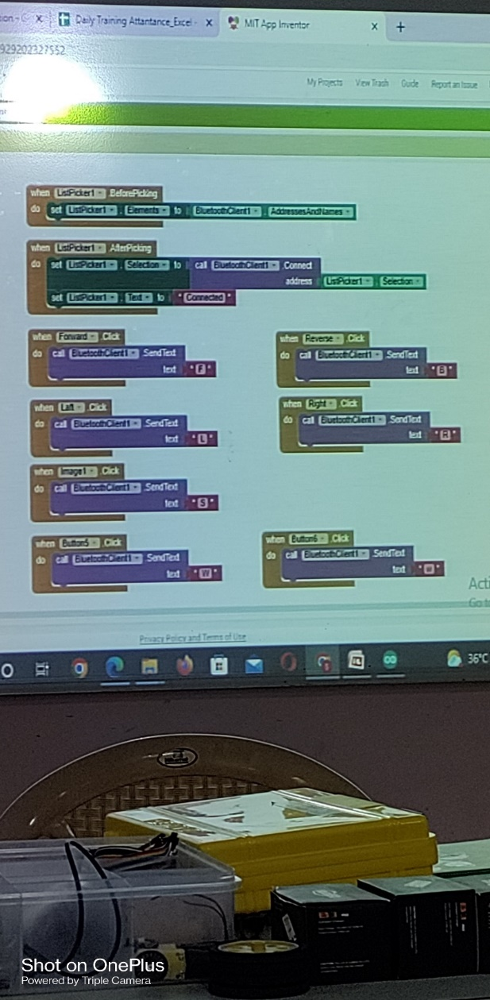 Daily Training Attantance_Excel -
MIT App Inventor
929202327552
My Projects View Trash Guide Report an Issue
when ListPicker1 .BeforePicking
do set ListPicker1 . Elements to BluetoothClient1 . AddressesAndNames
when ListPicker1 .AfterPicking
do set ListPicker1 . Selection to call BluetoothClient1 .Connect
address ListPicker1 . Selection
set ListPicker1 . Text to " Connected "
when Forward .Click
do call BluetoothClient1 .SendText
text " F "
when Reverse .Click
do call BluetoothClient1 .SendText
text " B "
when Left .Click
do call BluetoothClient1 .SendText
text " L "
when Right .Click
do call BluetoothClient1 .SendText
text " R "
when Image1 .Click
do call BluetoothClient1 .SendText
text " S "
when Button5 .Click
do call BluetoothClient1 .SendText
text " W "
when Button6 .Click
do call BluetoothClient1 .SendText
text " w "
Acti
Go to
Privacy Policy and Terms of Use
36°C
Shot on OnePlus
Powered by Triple Camera